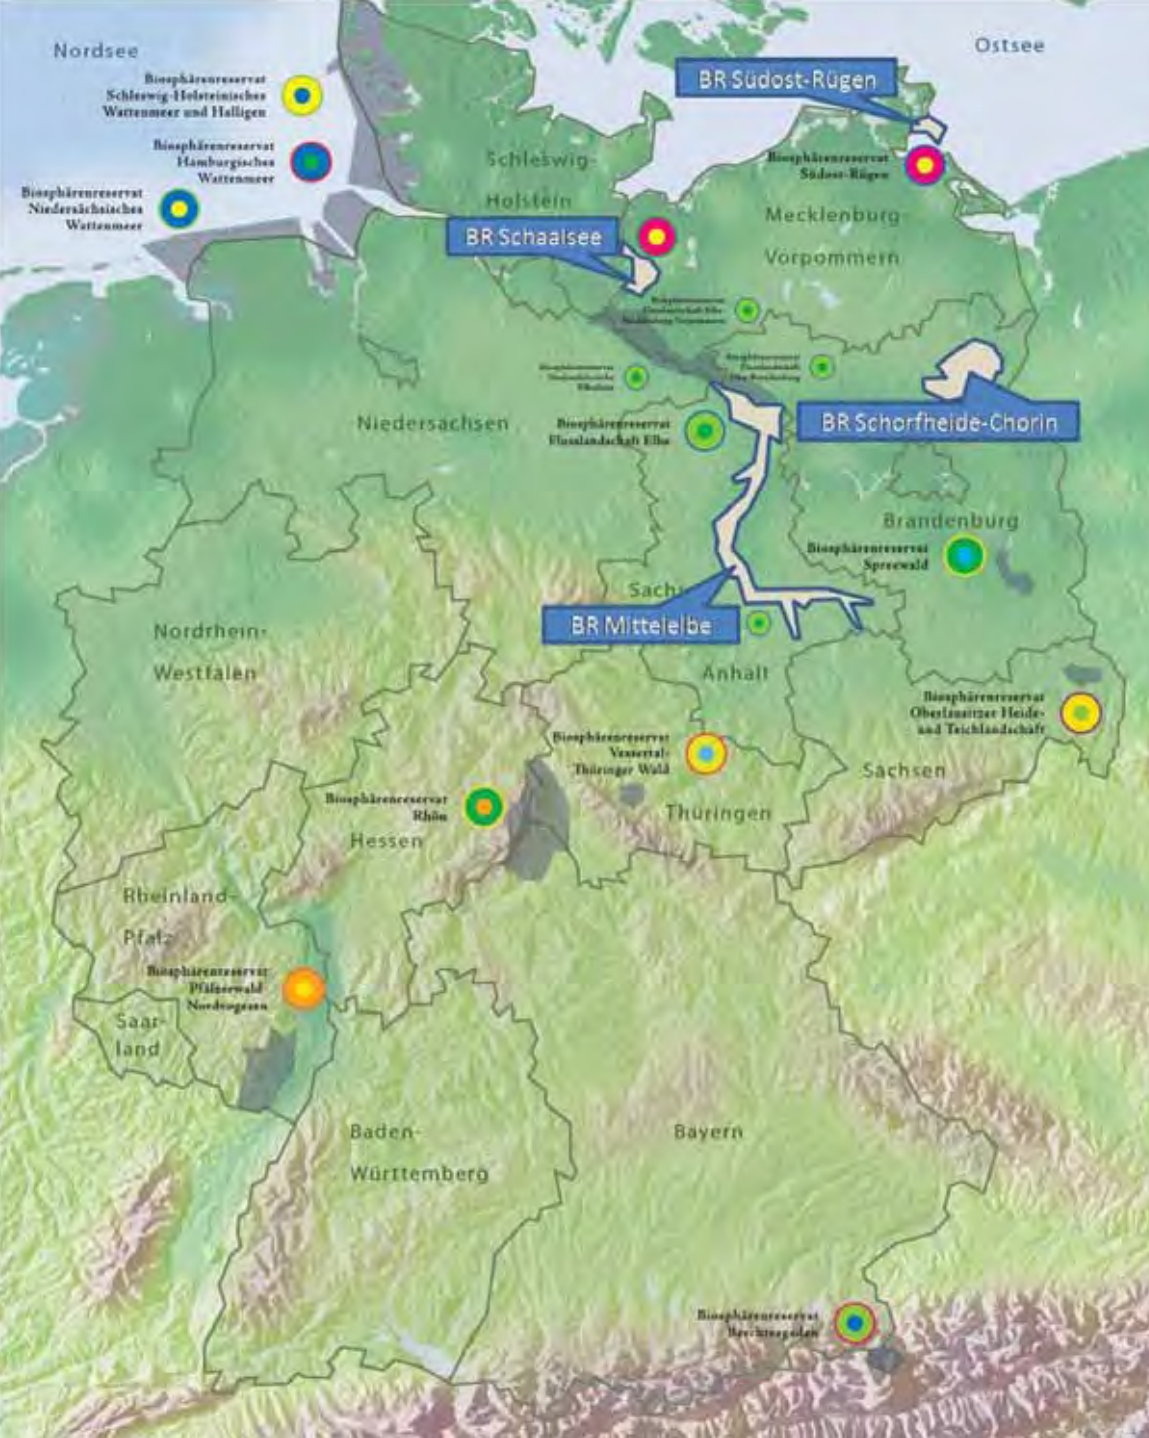 Nordsee
Ostsee
Biosphärenreservat
Schleswig-Holsteinisches
Wattenmeer und Halligen
BR Südost-Rügen
Biosphärenreservat
Hamburgisches
Wattenmeer
Schleswig-
Holstein
Biosphärenreservat
Südost-Rügen
Biosphärenreservat
Niedersächsisches
Wattenmeer
Mecklenburg-
Vorpommern
BR Schaalsee
Niedersachsen
Biosphärenreservat
Flusslandschaft Elbe
BR Schorfheide-Chorin
Brandenburg
Biosphärenreservat
Spreewald
Sachs
BR Mittelelbe
Anhalt
Nordrhein-
Westfalen
Biosphärenreservat
Oberlausitzer Heide-
und Teichlandschaft
Biosphärenreservat
Vessertal-
Thüringer Wald
Sachsen
Thüringen
Biosphärenreservat
Rhön
Hessen
Rheinland-
Pfalz
Biosphärenreservat
Pfälzerwald
Nordvogesen
Saar-
land
Baden-
Württemberg
Bayern
Biosphärenreservat
Berchtesgaden